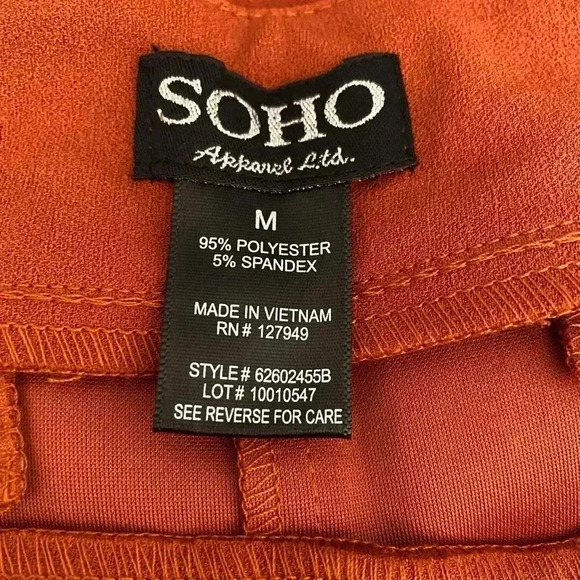 SOHO
Apparel Ltd.
M
95% POLYESTER
5% SPANDEX
MADE IN VIETNAM
RN# 127949
STYLE# 62602455B
LOT# 10010547
SEE REVERSE FOR CARE